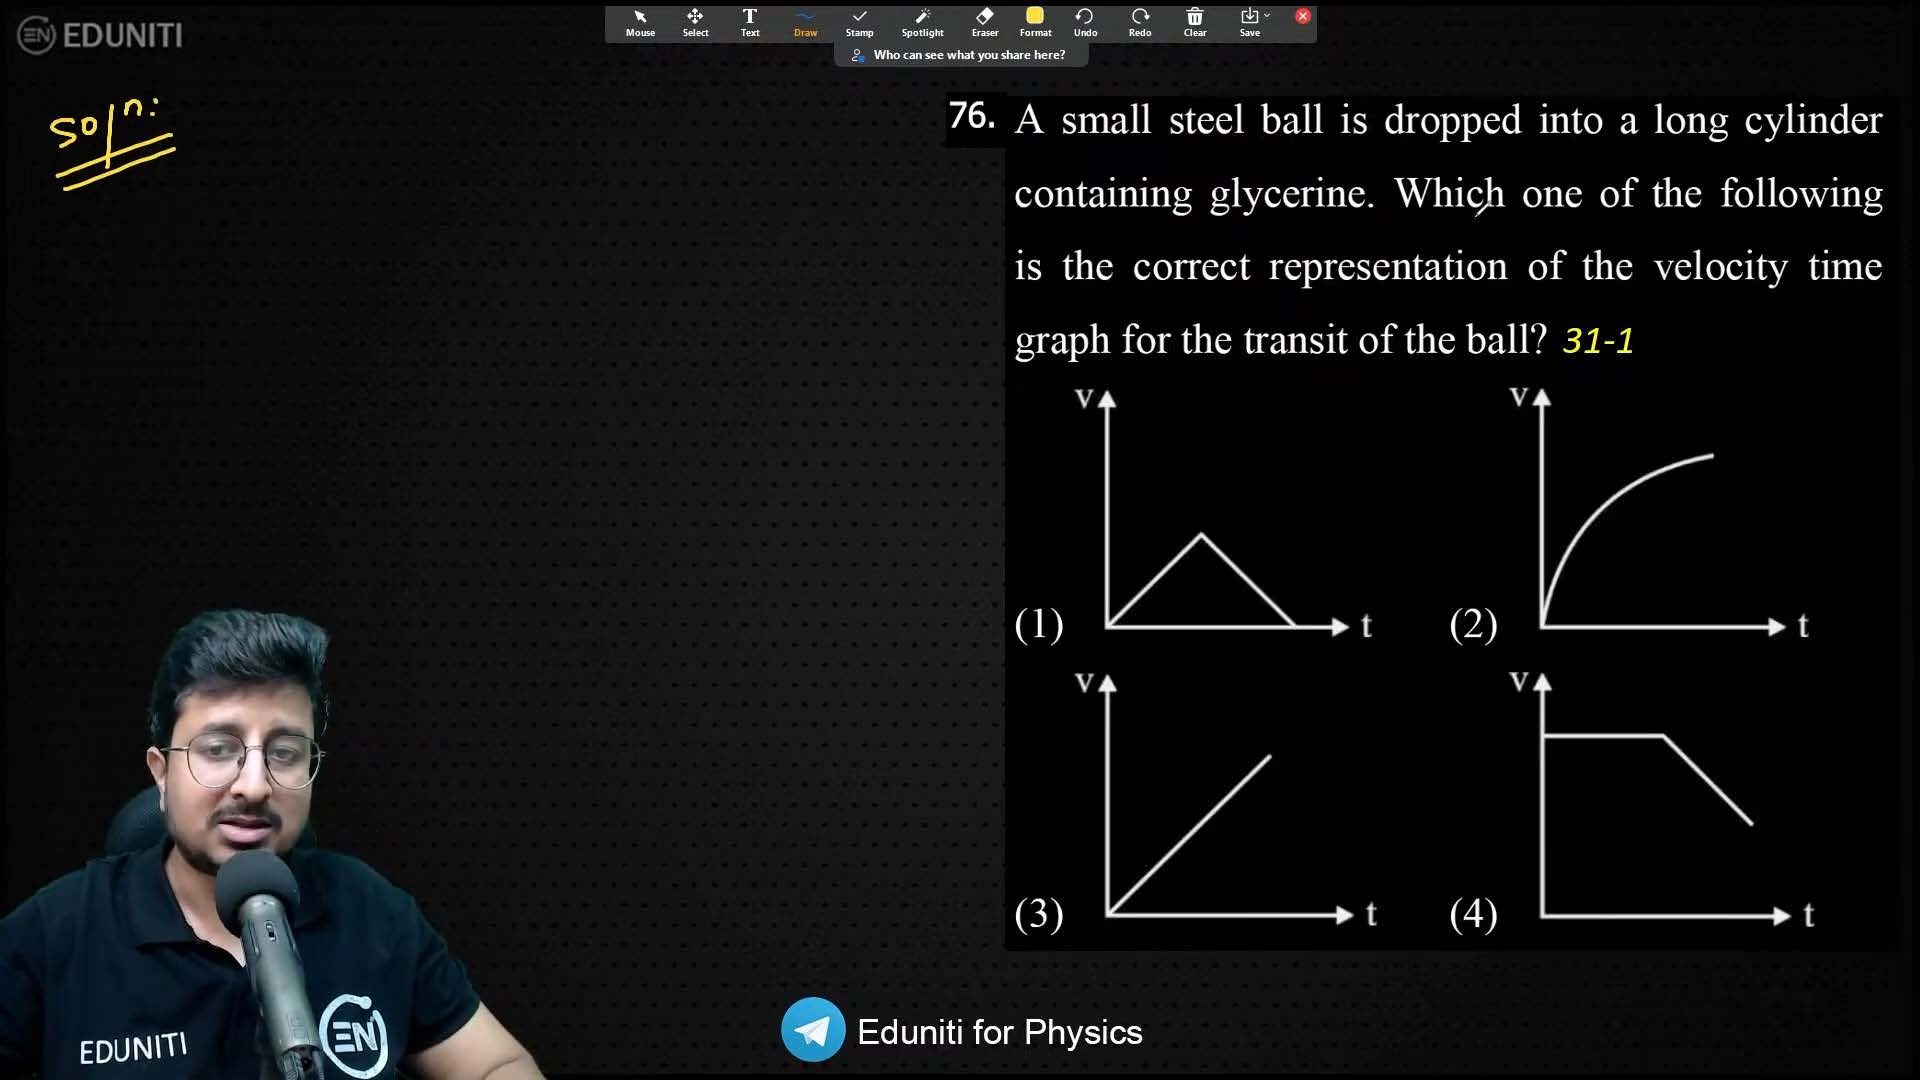 EDUNITI
Mouse Select Text Draw Stamp Spotlight Eraser Format Undo Redo Clear Save
Who can see what you share here?
Soln:
76. A small steel ball is dropped into a long cylinder
containing glycerine. Which one of the following
is the correct representation of the velocity time
graph for the transit of the ball? 31-1
v
t
(1)
v
t
(2)
v
t
(3)
v
t
(4)
EDUNITI
EN
Eduniti for Physics